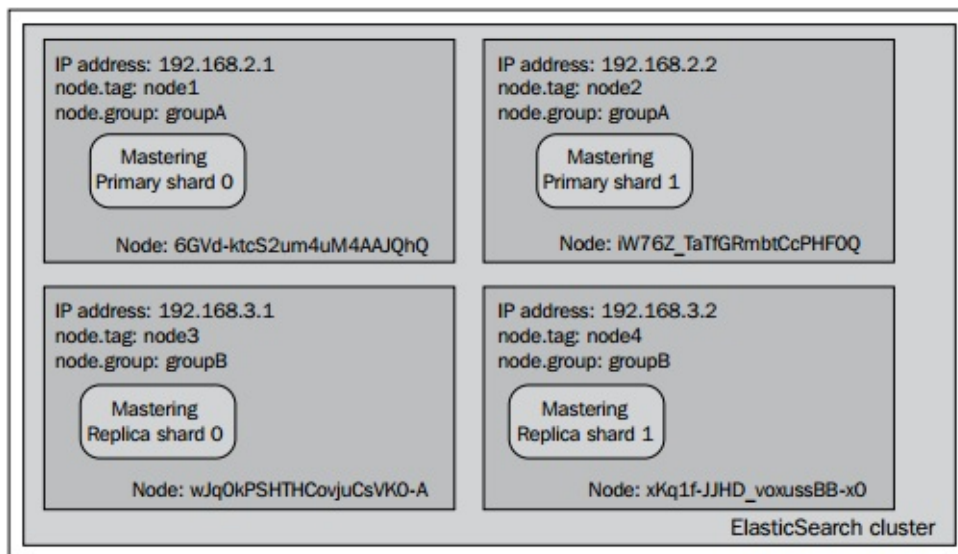 IP address: 192.168.2.1
node.tag: node1
node.group: groupA
Mastering
Primary shard 0
Node: 6GVd-ktcS2um4uM4AAJQhQ
IP address: 192.168.2.2
node.tag: node2
node.group: groupA
Mastering
Primary shard 1
Node: iW76Z_TaTfGRmbtCcPHF0Q
IP address: 192.168.3.1
node.tag: node3
node.group: groupB
Mastering
Replica shard 0
Node: wJq0kPSHTHCovjuCsVK0-A
IP address: 192.168.3.2
node.tag: node4
node.group: groupB
Mastering
Replica shard 1
Node: xKq1f-JJHD_voxussBB-x0
ElasticSearch cluster